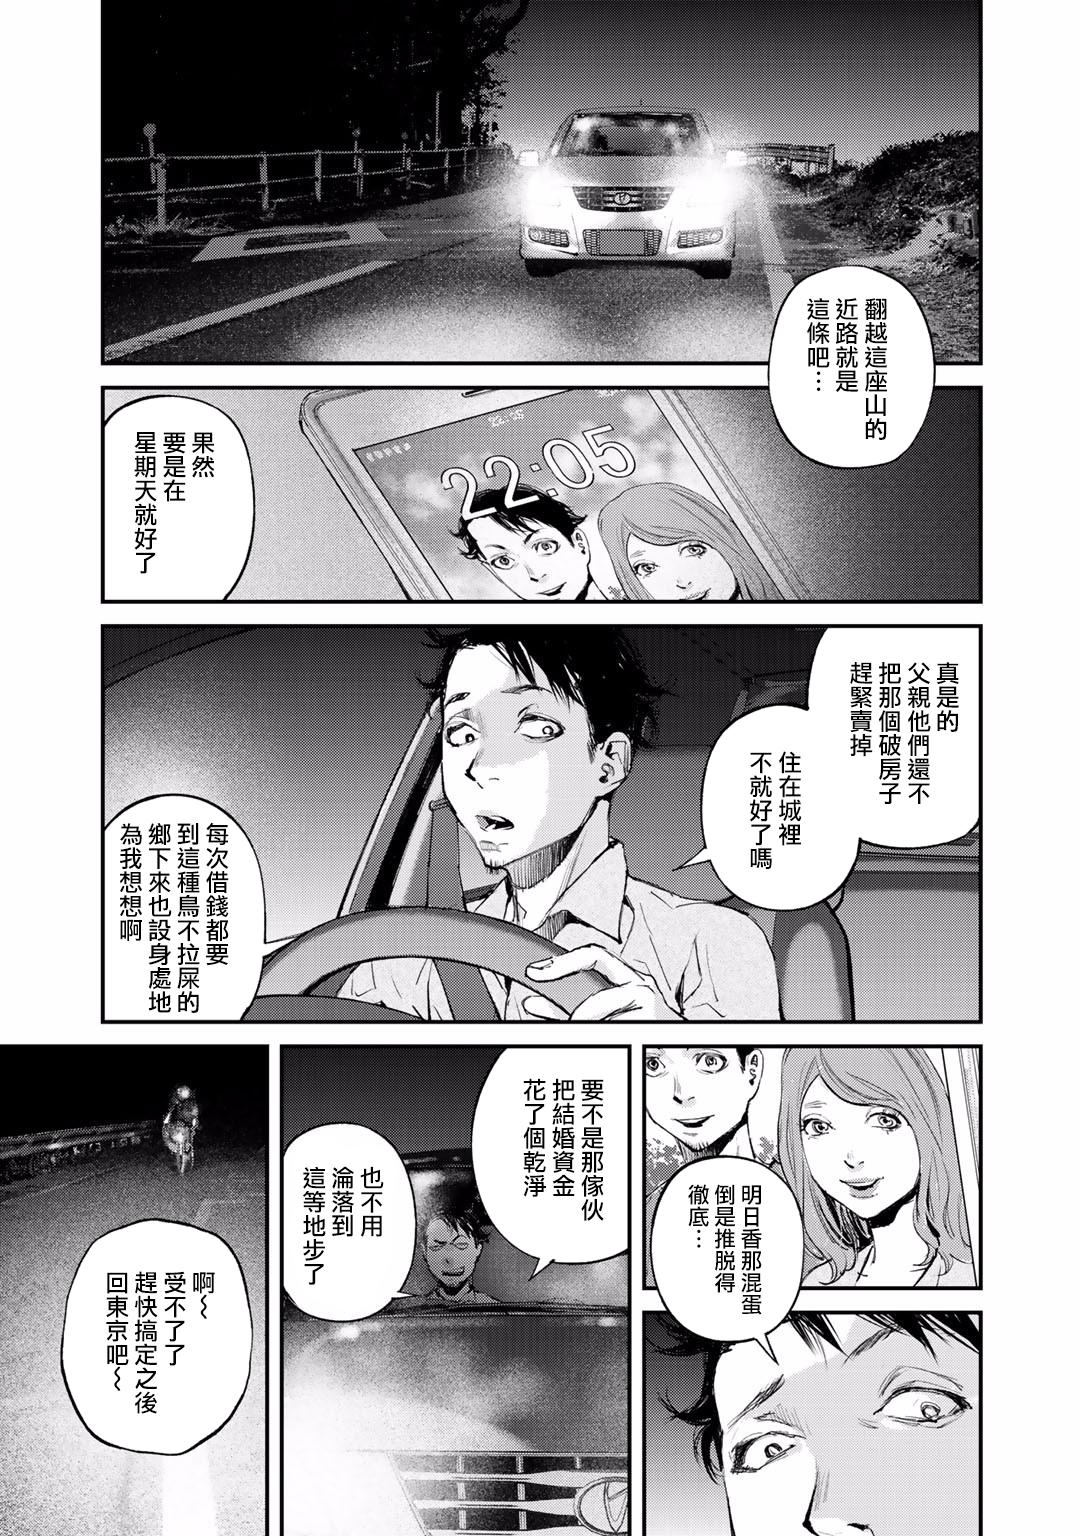 翻越這座山的
近路就是
這條吧…
22:05
果然
要是在
星期天就好了
真是的
父親他們還不
把那個破房子
趕緊賣掉
住在城裡
不就好了嗎
每次借錢都要
到這種鳥不拉屎的
鄉下來也設身處地
為我想想啊
明日香那混蛋
倒是推脱得
徹底…
要不是那傢伙
把結婚資金
花了個乾淨
也不用
淪落到
這等地步了
啊～
受不了了
趕快搞定之後
回東京吧～